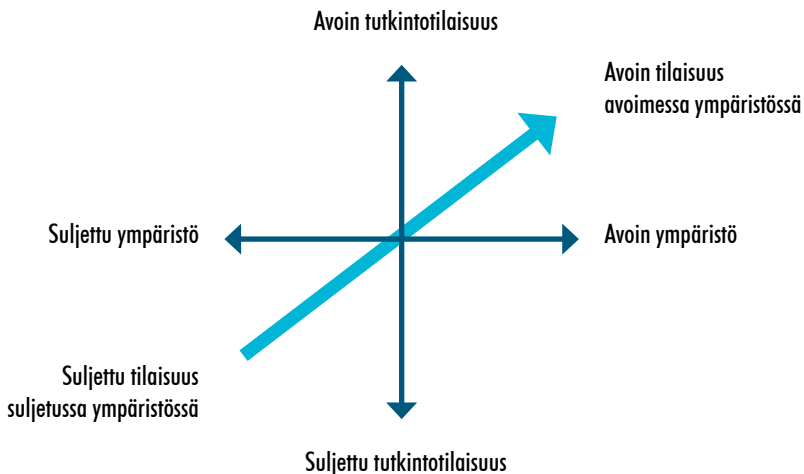 Avoin tutkintotilaisuus
Avoin tilaisuus
avoimessa ympäristössä
Suljettu ympäristö
Avoin ympäristö
Suljettu tilaisuus
suljetussa ympäristössä
Suljettu tutkintotilaisuus